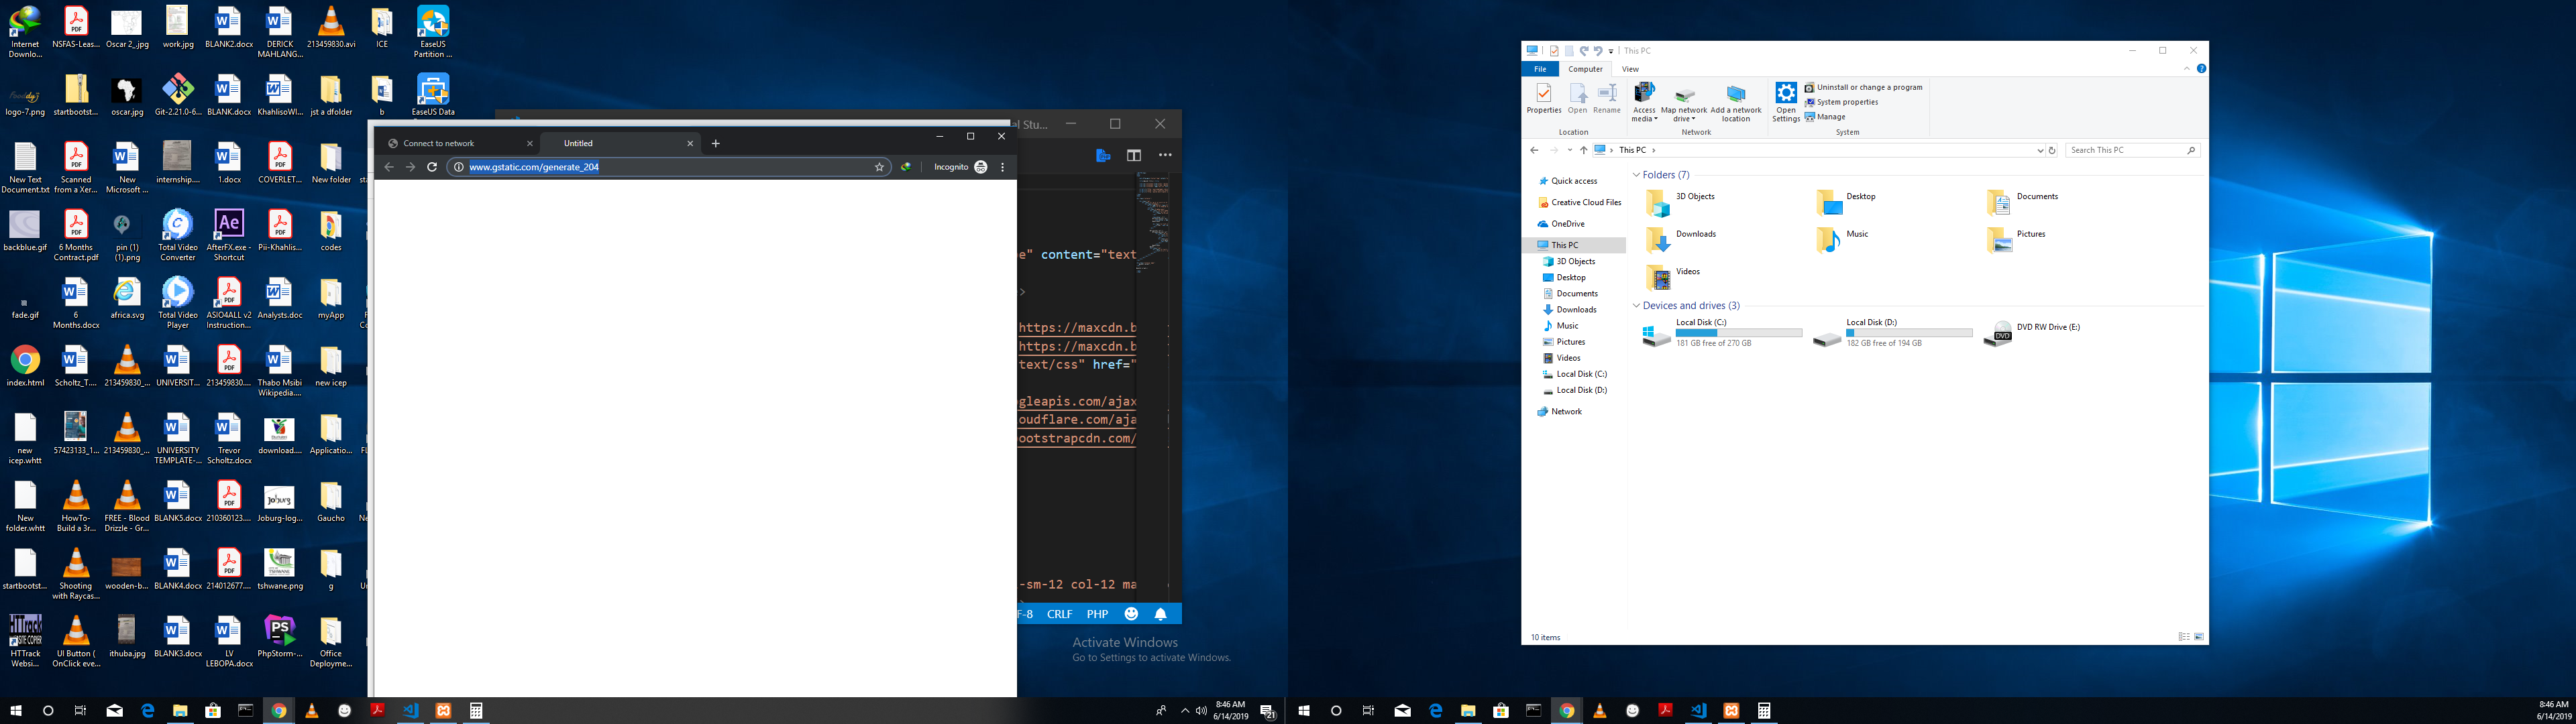 Internet Downlo...
NSFAS-Leas...
Oscar 2_.jpg
work.jpg
BLANK2.docx
DERICK MAHLANG...
213459830.avi
ICE
EaseUS Partition ...
logo-7.png
startbootst...
oscar.jpg
Git-2.21.0-6...
BLANK.docx
KhahlisoWI...
jst a dfolder
b
EaseUS Data
New Text Document.txt
Scanned from a Xer...
New Microsoft ...
internship....
1.docx
COVERLET...
New folder
backblue.gif
6 Months Contract.pdf
pin (1) (1).png
Total Video Converter
AfterFX.exe - Shortcut
Pii-Khahlis...
codes
fade.gif
6 Months.docx
africa.svg
Total Video Player
ASIO4ALL v2 Instruction...
Analysts.doc
myApp
index.html
Scholtz_T....
213459830_...
UNIVERSIT...
213459830....
Thabo Msibi Wikipedia....
new icep
new icep.whtt
57423133_1...
213459830_...
UNIVERSITY TEMPLATE-...
Trevor Scholtz.docx
download....
Applicatio...
New folder.whtt
HowTo- Build a 3r...
FREE - Blood Drizzle - Gr...
BLANK5.docx
210360123....
Joburg-log...
Gaucho
startbootst...
Shooting with Raycas...
wooden-b...
BLANK4.docx
214012677....
tshwane.png
g
HTTrack Websi...
UI Button ( OnClick eve...
ithuba.jpg
BLANK3.docx
LV LEBOPA.docx
PhpStorm-...
Office Deployme...
Connect to network
Untitled
www.gstatic.com/generate_204
Incognito
al Stu...
e" content="text
>
https://maxcdn.b
https://maxcdn.b
text/css" href="
gleapis.com/ajax
oudflare.com/aja
ootstrapcdn.com/
-sm-12 col-12 ma
F-8 CRLF PHP
Activate Windows
Go to Settings to activate Windows.
8:46 AM
6/14/2019
21
This PC
File Computer View
Properties
Open
Rename
Access media
Map network drive
Add a network location
Open Settings
Uninstall or change a program
System properties
Manage
Location
Network
System
This PC
Search This PC
Quick access
Creative Cloud Files
OneDrive
This PC
3D Objects
Desktop
Documents
Downloads
Music
Pictures
Videos
Local Disk (C:)
Local Disk (D:)
Network
Folders (7)
3D Objects
Desktop
Documents
Downloads
Music
Pictures
Videos
Devices and drives (3)
Local Disk (C:)
181 GB free of 270 GB
Local Disk (D:)
182 GB free of 194 GB
DVD RW Drive (E:)
10 items
8:46 AM
6/14/2019